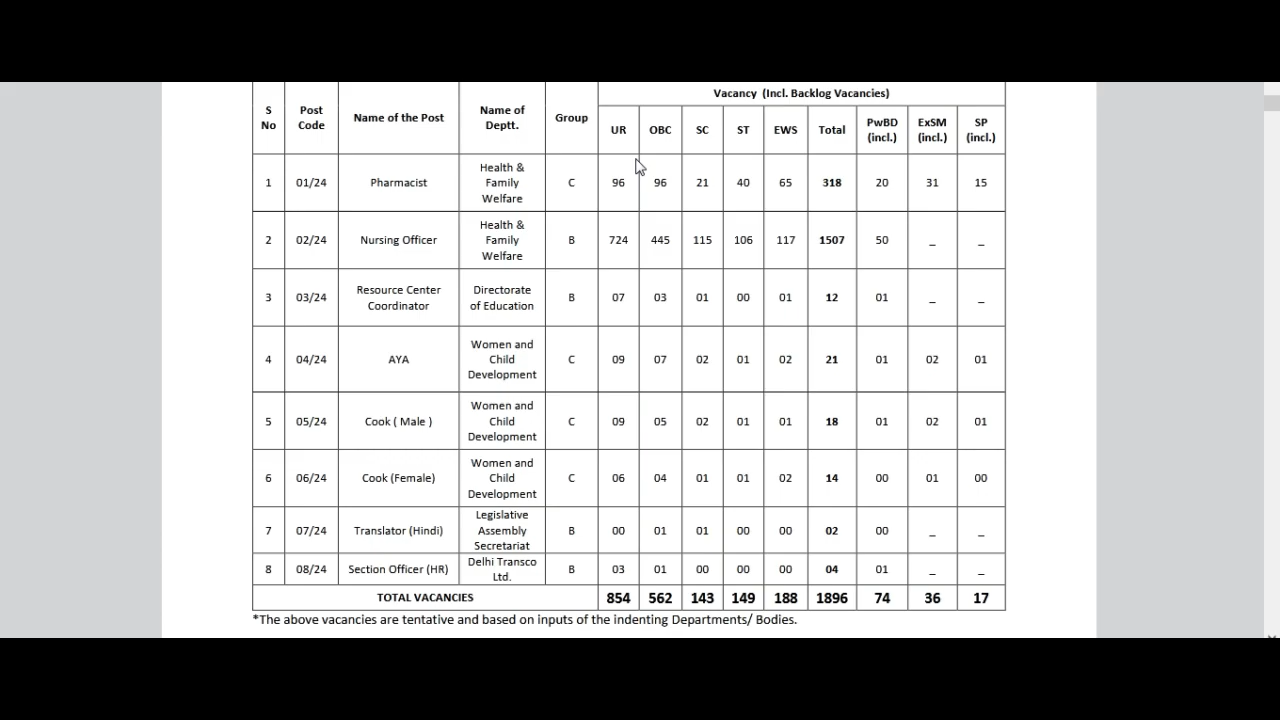 Vacancy (Incl. Backlog Vacancies)
S No Post Code Name of the Post Name of Deptt. Group UR OBC SC ST EWS Total PwBD (incl.) ExSM (incl.) SP (incl.)
1 01/24 Pharmacist Health & Family Welfare C 96 96 21 40 65 318 20 31 15
2 02/24 Nursing Officer Health & Family Welfare B 724 445 115 106 117 1507 50 _ _
3 03/24 Resource Center Coordinator Directorate of Education B 07 03 01 00 01 12 01 _ _
4 04/24 AYA Women and Child Development C 09 07 02 01 02 21 01 02 01
5 05/24 Cook ( Male ) Women and Child Development C 09 05 02 01 01 18 01 02 01
6 06/24 Cook (Female) Women and Child Development C 06 04 01 01 02 14 00 01 00
7 07/24 Translator (Hindi) Legislative Assembly Secretariat B 00 01 01 00 00 02 00 _ _
8 08/24 Section Officer (HR) Delhi Transco Ltd. B 03 01 00 00 00 04 01 _ _
TOTAL VACANCIES 854 562 143 149 188 1896 74 36 17
*The above vacancies are tentative and based on inputs of the indenting Departments/ Bodies.